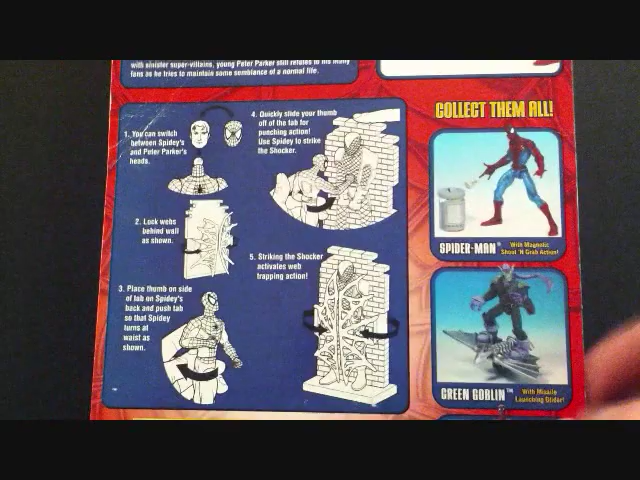 with sinister super-villains, young Peter Parker still refuses to his many
fans as he tries to maintain some semblance of a normal life.
1. You can switch
between Spidey's
and Peter Parker's
heads.
2. Lock webs
behind wall
as shown.
3. Place thumb on side
of tab on Spidey's
back and push tab
so that Spidey
turns at
waist as
shown.
4. Quickly slide your thumb
off of the tab for
punching action!
Use Spidey to strike
the Shocker.
5. Striking the Shocker
activates web
trapping action!
COLLECT THEM ALL!
SPIDER-MAN®
With Magnetic
Shoot 'N Grab Action!
GREEN GOBLIN™
With Missile
Launching Glider!